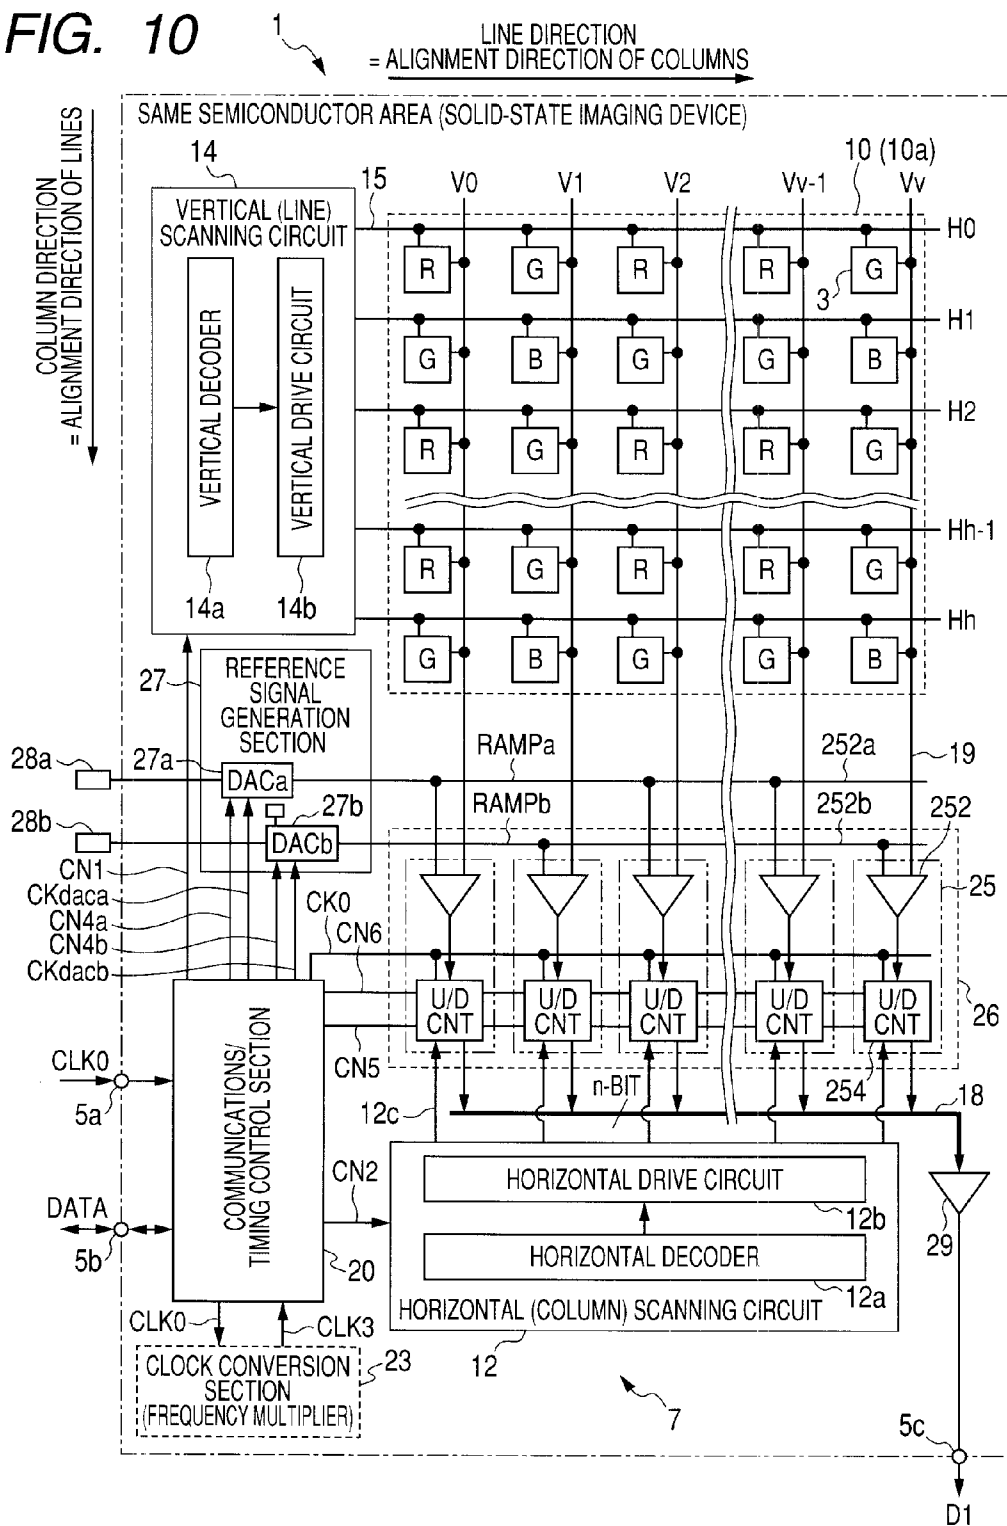 FIG. 10
1
LINE DIRECTION
= ALIGNMENT DIRECTION OF COLUMNS
COLUMN DIRECTION
= ALIGNMENT DIRECTION OF LINES
SAME SEMICONDUCTOR AREA (SOLID-STATE IMAGING DEVICE)
14
15
V0
V1
V2
Vv-1
10 (10a)
Vv
VERTICAL (LINE)
SCANNING CIRCUIT
VERTICAL DECODER
VERTICAL DRIVE CIRCUIT
14a
14b
H0
R G R R G
3
H1
G B G G B
H2
R G R R G
Hh-1
R G R R G
Hh
G B G G B
27
REFERENCE
SIGNAL
GENERATION
SECTION
28a
27a
DACa
RAMPa
252a
19
28b
27b
DACb
RAMPb
252b
252
CN1
CKdaca
CN4a
CN4b
CKdacb
CK0
CN6
25
U/D
CNT
U/D
CNT
U/D
CNT
U/D
CNT
U/D
CNT
26
CN5
CLK0
5a
12c
n-BIT
254
18
COMMUNICATIONS/
TIMING CONTROL SECTION
CN2
HORIZONTAL DRIVE CIRCUIT
12b
29
DATA
5b
20
HORIZONTAL DECODER
12a
HORIZONTAL (COLUMN) SCANNING CIRCUIT
12
CLK0
CLK3
CLOCK CONVERSION
SECTION
(FREQUENCY MULTIPLIER)
23
7
5c
D1